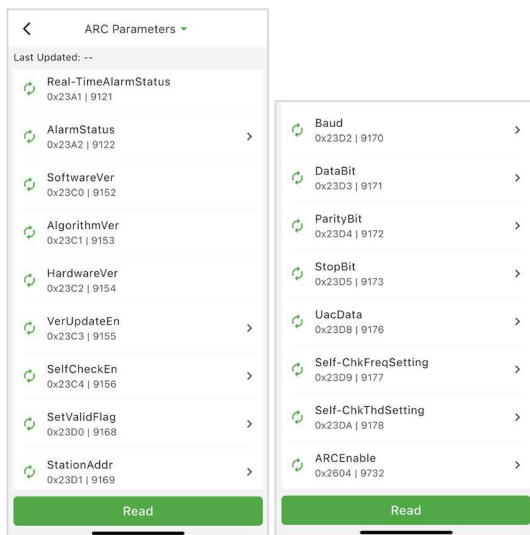 ARC Parameters
Last Updated: --
Real-TimeAlarmStatus
0x23A1 | 9121
AlarmStatus
0x23A2 | 9122
SoftwareVer
0x23C0 | 9152
AlgorithmVer
0x23C1 | 9153
HardwareVer
0x23C2 | 9154
VerUpdateEn
0x23C3 | 9155
SelfCheckEn
0x23C4 | 9156
SetValidFlag
0x23D0 | 9168
StationAddr
0x23D1 | 9169
Read
Baud
0x23D2 | 9170
DataBit
0x23D3 | 9171
ParityBit
0x23D4 | 9172
StopBit
0x23D5 | 9173
UacData
0x23D8 | 9176
Self-ChkFreqSetting
0x23D9 | 9177
Self-ChkThdSetting
0x23DA | 9178
ARCEnable
0x2604 | 9732
Read